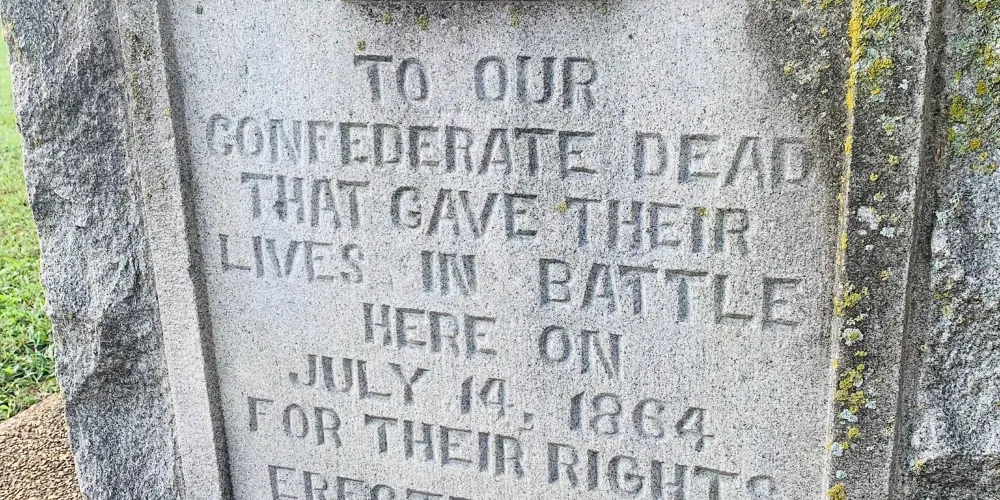 TO OUR
CONFEDERATE DEAD
THAT GAVE THEIR
LIVES IN BATTLE
HERE ON
JULY 14, 1864
FOR THEIR RIGHTS